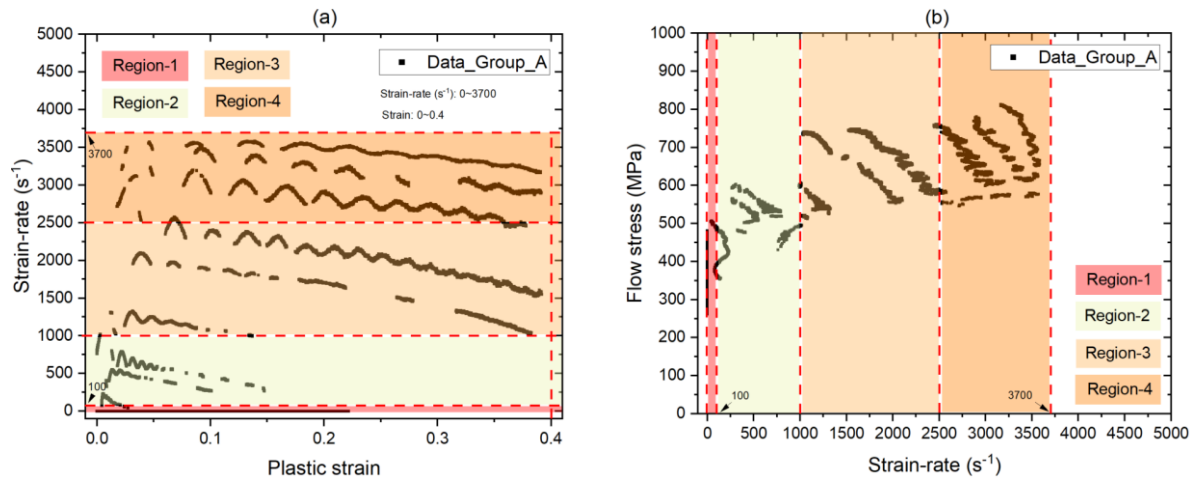 (a)
5000
4500
4000
3500
3000
2500
2000
1500
1000
500
0
Strain-rate (s⁻¹)
Region-1
Region-3
Region-2
Region-4
Data_Group_A
Strain-rate (s⁻¹): 0~3700
Strain: 0~0.4
3700
100
0.0
0.1
0.2
0.3
0.4
Plastic strain
(b)
1000
900
800
700
600
500
400
300
200
100
0
Flow stress (MPa)
Data_Group_A
Region-1
Region-2
Region-3
Region-4
100
3700
0
500
1000
1500
2000
2500
3000
3500
4000
4500
5000
Strain-rate (s⁻¹)